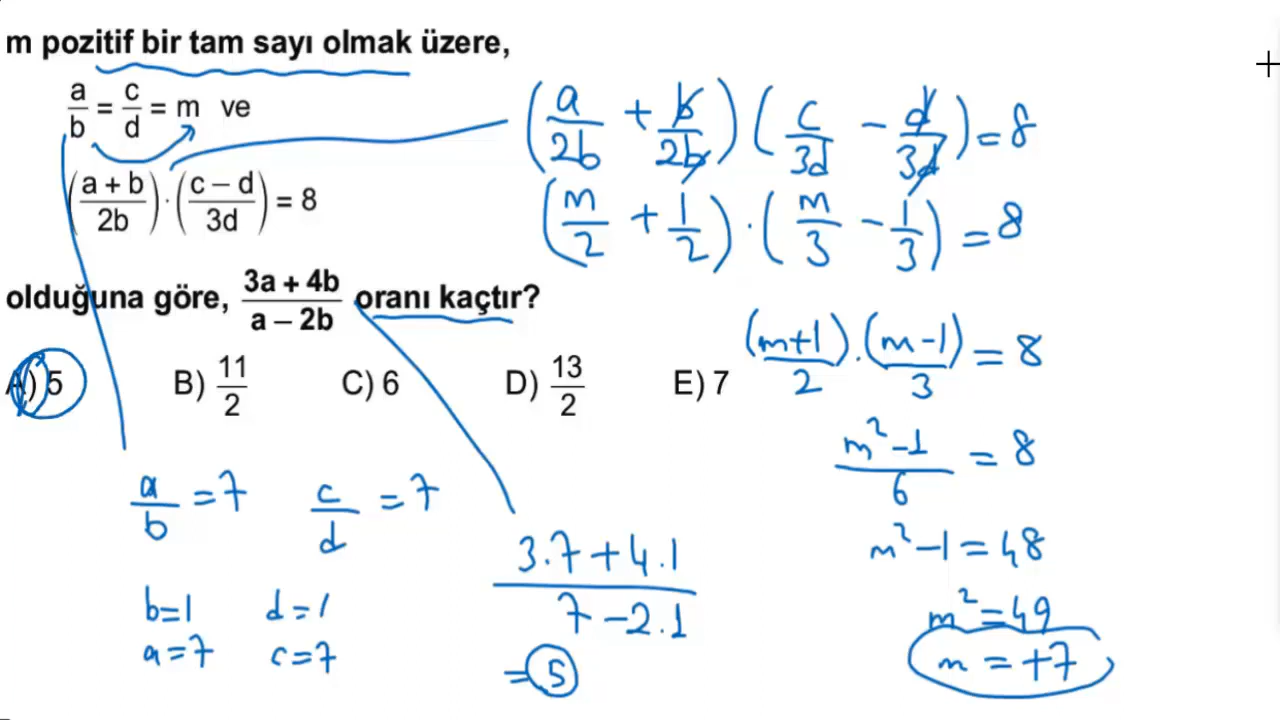 m pozitif bir tam sayı olmak üzere,
a/b = c/d = m ve
((a + b)/2b) · ((c – d)/3d) = 8
olduğuna göre, (3a + 4b)/(a – 2b) oranı kaçtır?
A) 5 B) 11/2 C) 6 D) 13/2 E) 7
(a/2b + b/2b) (c/3d – d/3d) = 8
(m/2 + 1/2) · (m/3 – 1/3) = 8
(m+1)/2 · (m-1)/3 = 8
(m² -1)/6 = 8
m² -1 = 48
m² = 49
m = +7
a/b = 7 c/d = 7
b=1 d=1
a=7 c=7
(3.7 + 4.1)/(7 – 2.1)
= 5